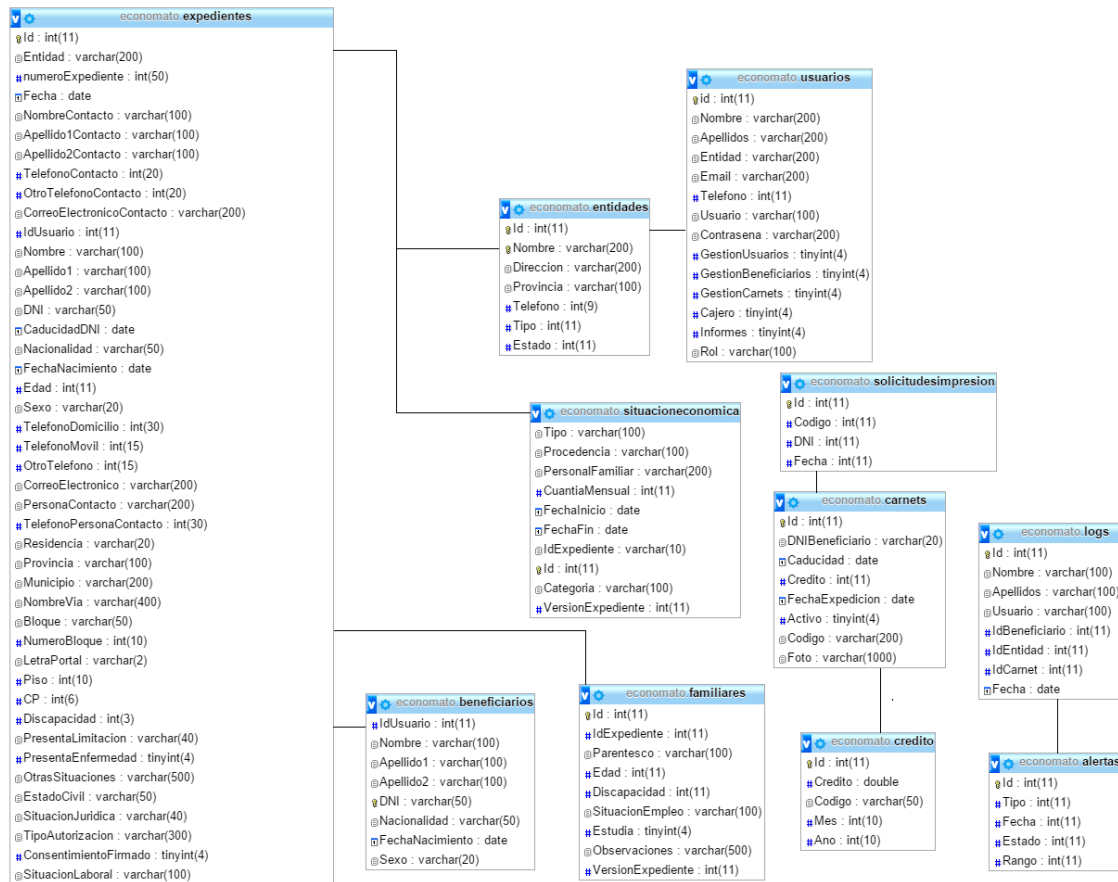 economato.expedientes
Id : int(11)
Entidad : varchar(200)
numeroExpediente : int(50)
Fecha : date
NombreContacto : varchar(100)
Apellido1Contacto : varchar(100)
Apellido2Contacto : varchar(100)
TelefonoContacto : int(20)
OtroTelefonoContacto : int(20)
CorreoElectronicoContacto : varchar(200)
IdUsuario : int(11)
Nombre : varchar(100)
Apellido1 : varchar(100)
Apellido2 : varchar(100)
DNI : varchar(50)
CaducidadDNI : date
Nacionalidad : varchar(50)
FechaNacimiento : date
Edad : int(11)
Sexo : varchar(20)
TelefonoDomicilio : int(30)
TelefonoMovil : int(15)
OtroTelefono : int(15)
CorreoElectronico : varchar(200)
PersonaContacto : varchar(200)
TelefonoPersonaContacto : int(30)
Residencia : varchar(20)
Provincia : varchar(100)
Municipio : varchar(200)
NombreVia : varchar(400)
Bloque : varchar(50)
NumeroBloque : int(10)
LetraPortal : varchar(2)
Piso : int(10)
CP : int(6)
Discapacidad : int(3)
PresentaLimitacion : varchar(40)
PresentaEnfermedad : tinyint(4)
OtrasSituaciones : varchar(500)
EstadoCivil : varchar(50)
SituacionJuridica : varchar(40)
TipoAutorizacion : varchar(300)
ConsentimientoFirmado : tinyint(4)
SituacionLaboral : varchar(100)
economato.usuarios
id : int(11)
Nombre : varchar(200)
Apellidos : varchar(200)
Entidad : varchar(200)
Email : varchar(200)
Telefono : int(11)
Usuario : varchar(100)
Contrasena : varchar(200)
GestionUsuarios : tinyint(4)
GestionBeneficiarios : tinyint(4)
GestionCarnets : tinyint(4)
Cajero : tinyint(4)
Informes : tinyint(4)
Rol : varchar(100)
economato.entidades
Id : int(11)
Nombre : varchar(200)
Direccion : varchar(200)
Provincia : varchar(100)
Telefono : int(9)
Tipo : int(11)
Estado : int(11)
economato.solicitudesimpresion
Id : int(11)
Codigo : int(11)
DNI : int(11)
Fecha : int(11)
economato.situacioneconomica
Tipo : varchar(100)
Procedencia : varchar(100)
PersonalFamiliar : varchar(200)
CuantiaMensual : int(11)
FechaInicio : date
FechaFin : date
IdExpediente : varchar(10)
Id : int(11)
Categoria : varchar(100)
VersionExpediente : int(11)
economato.carnets
Id : int(11)
DNIBeneficiario : varchar(20)
Caducidad : date
Credito : int(11)
FechaExpedicion : date
Activo : tinyint(4)
Codigo : varchar(200)
Foto : varchar(1000)
economato.logs
Id : int(11)
Nombre : varchar(100)
Apellidos : varchar(100)
Usuario : varchar(100)
IdBeneficiario : int(11)
IdEntidad : int(11)
IdCarnet : int(11)
Fecha : date
economato.beneficiarios
IdUsuario : int(11)
Nombre : varchar(100)
Apellido1 : varchar(100)
Apellido2 : varchar(100)
DNI : varchar(50)
Nacionalidad : varchar(50)
FechaNacimiento : date
Sexo : varchar(20)
economato.familiares
Id : int(11)
IdExpediente : int(11)
Parentesco : varchar(100)
Edad : int(11)
Discapacidad : int(11)
SituacionEmpleo : varchar(100)
Estudia : tinyint(4)
Observaciones : varchar(500)
VersionExpediente : int(11)
economato.credito
Id : int(11)
Credito : double
Codigo : varchar(50)
Mes : int(10)
Ano : int(10)
economato.alertas
Id : int(11)
Tipo : int(11)
Fecha : int(11)
Estado : int(11)
Rango : int(11)